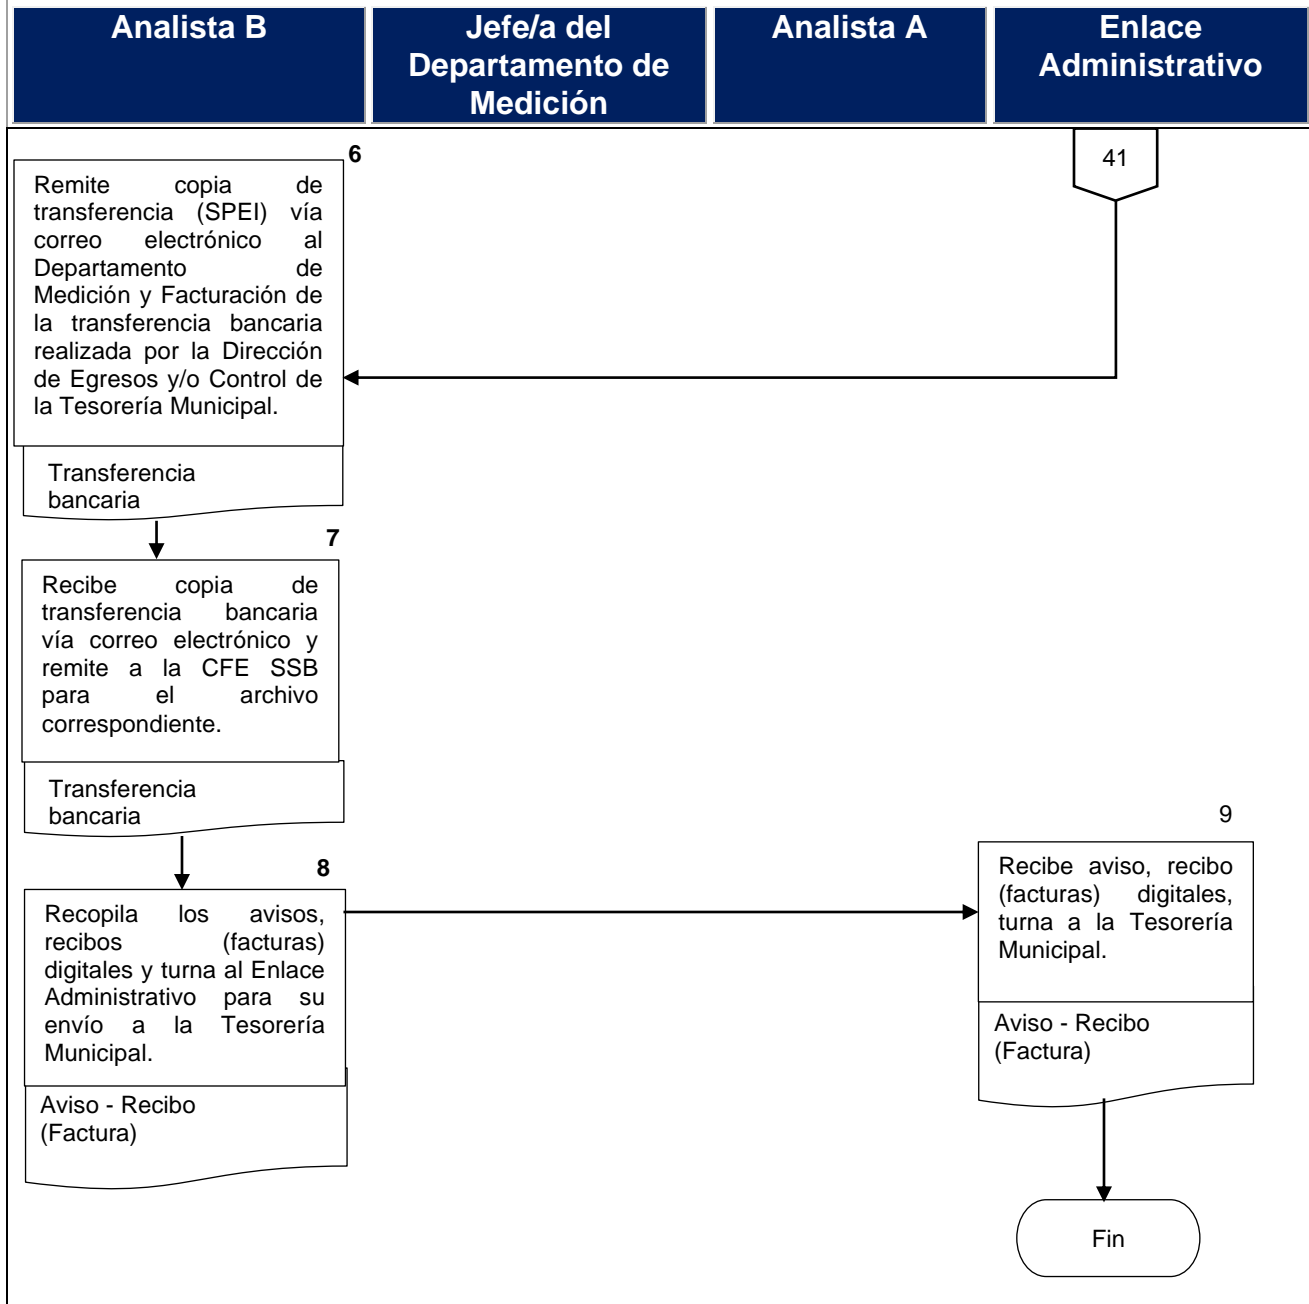 Analista B
Jefe/a del
Departamento de
Medición
Analista A
Enlace
Administrativo
41
6
Remite copia de
transferencia (SPEI) vía
correo electrónico al
Departamento de
Medición y Facturación de
la transferencia bancaria
realizada por la Dirección
de Egresos y/o Control de
la Tesorería Municipal.
Transferencia
bancaria
7
Recibe copia de
transferencia bancaria
vía correo electrónico y
remite a la CFE SSB
para el archivo
correspondiente.
Transferencia
bancaria
8
Recopila los avisos,
recibos (facturas)
digitales y turna al Enlace
Administrativo para su
envío a la Tesorería
Municipal.
Aviso - Recibo
(Factura)
9
Recibe aviso, recibo
(facturas) digitales,
turna a la Tesorería
Municipal.
Aviso - Recibo
(Factura)
Fin